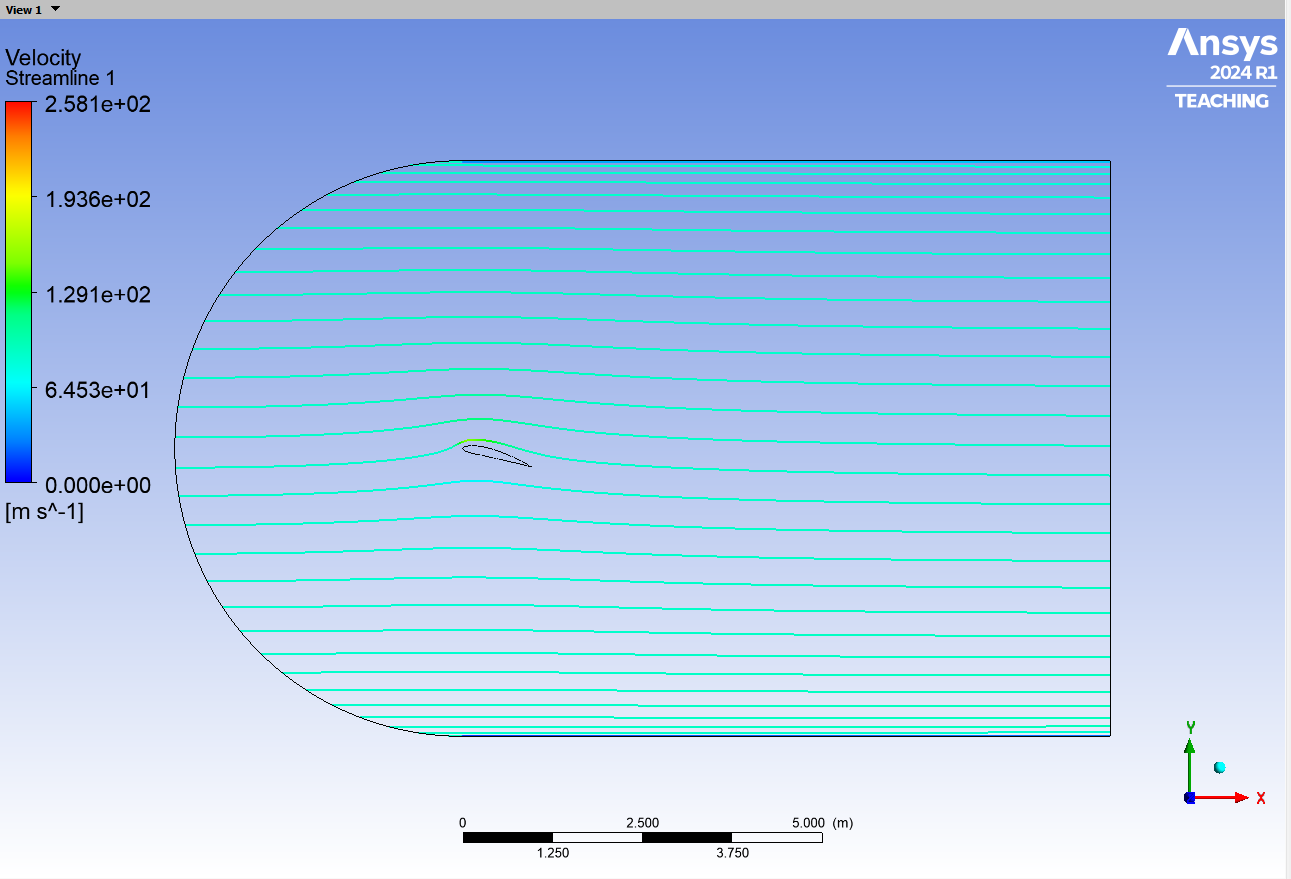 View 1
Ansys
2024 R1
TEACHING
Velocity
Streamline 1
2.581e+02
1.936e+02
1.291e+02
6.453e+01
0.000e+00
[m s^-1]
Y
X
0 2.500 5.000 (m)
1.250 3.750